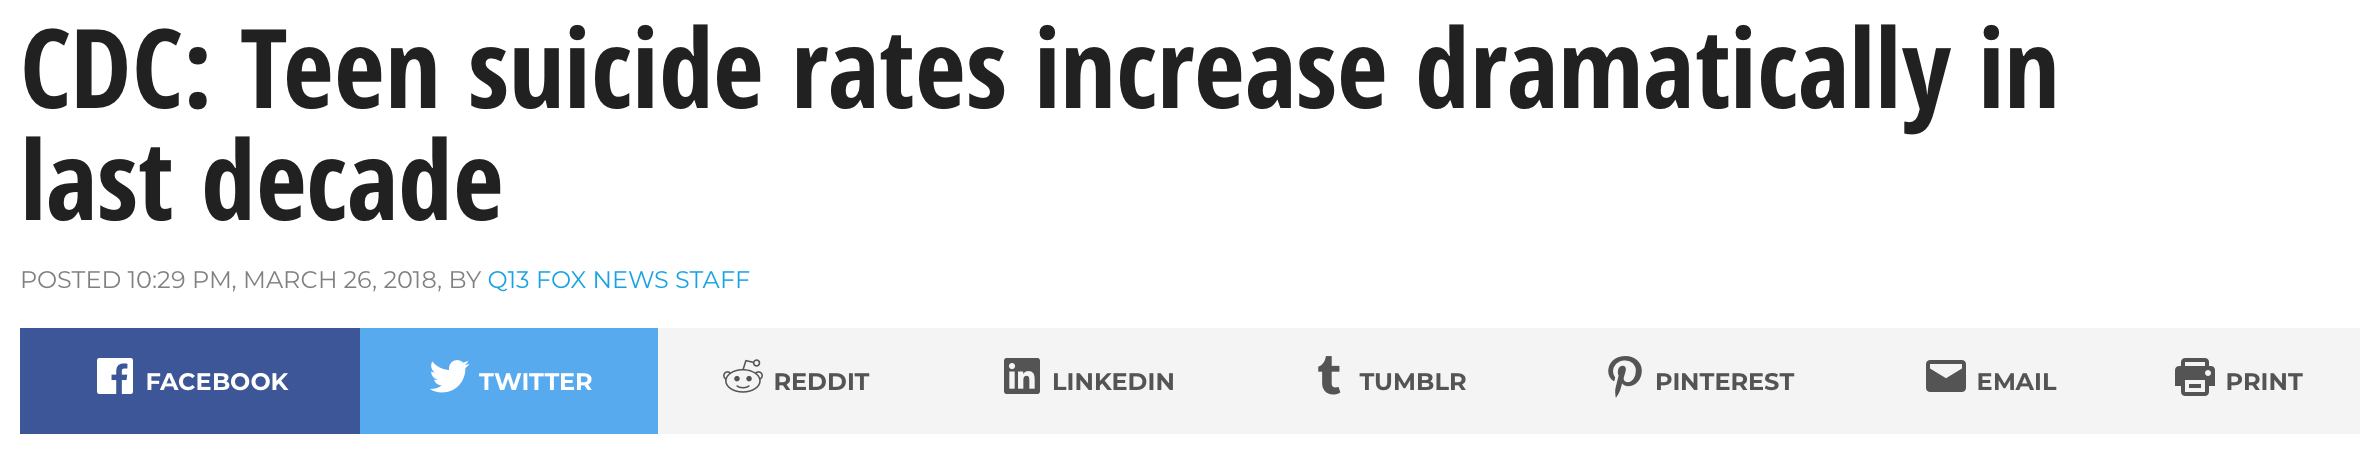 CDC: Teen suicide rates increase dramatically in
last decade
POSTED 10:29 PM, MARCH 26, 2018, BY Q13 FOX NEWS STAFF
FACEBOOK TWITTER REDDIT LINKEDIN TUMBLR PINTEREST EMAIL PRINT